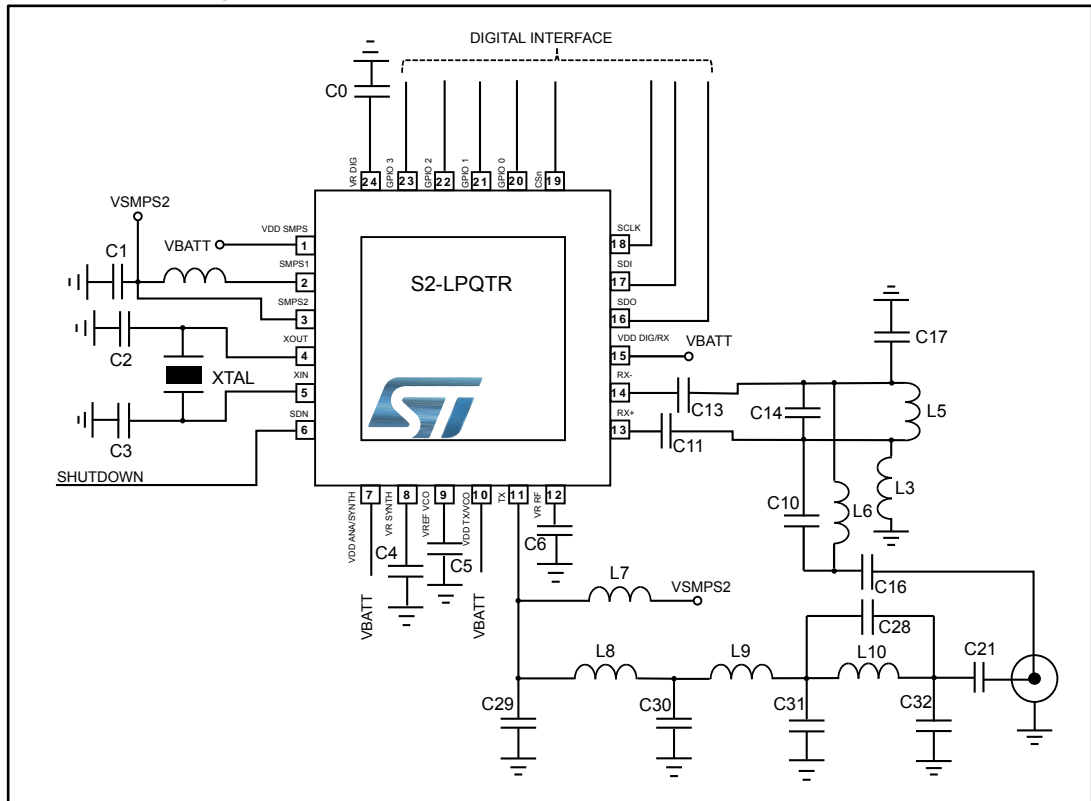 DIGITAL INTERFACE
C0
VR DIG
GPIO 3
GPIO 2
GPIO 1
GPIO 0
CSn
24
23
22
21
20
19
VSMPS2
VDD SMPS
VBATT
1
C1
SMPS1
2
SMPS2
3
C2
XOUT
4
XTAL
XIN
5
C3
SDN
6
SHUTDOWN
S2-LPQTR
ST
SCLK
18
SDI
17
SDO
16
VDD DIG/RX
15
VBATT
RX-
14
C13
RX+
13
C11
C17
C14
L5
L3
C10
L6
C16
7
8
9
10
11
12
VDD ANA/SYNTH
VR SYNTH
VREF VCO
VDD TX/VCO
TX
VR RF
C4
C5
C6
VBATT
VBATT
L7
VSMPS2
C28
L8
L9
L10
C21
C29
C30
C31
C32